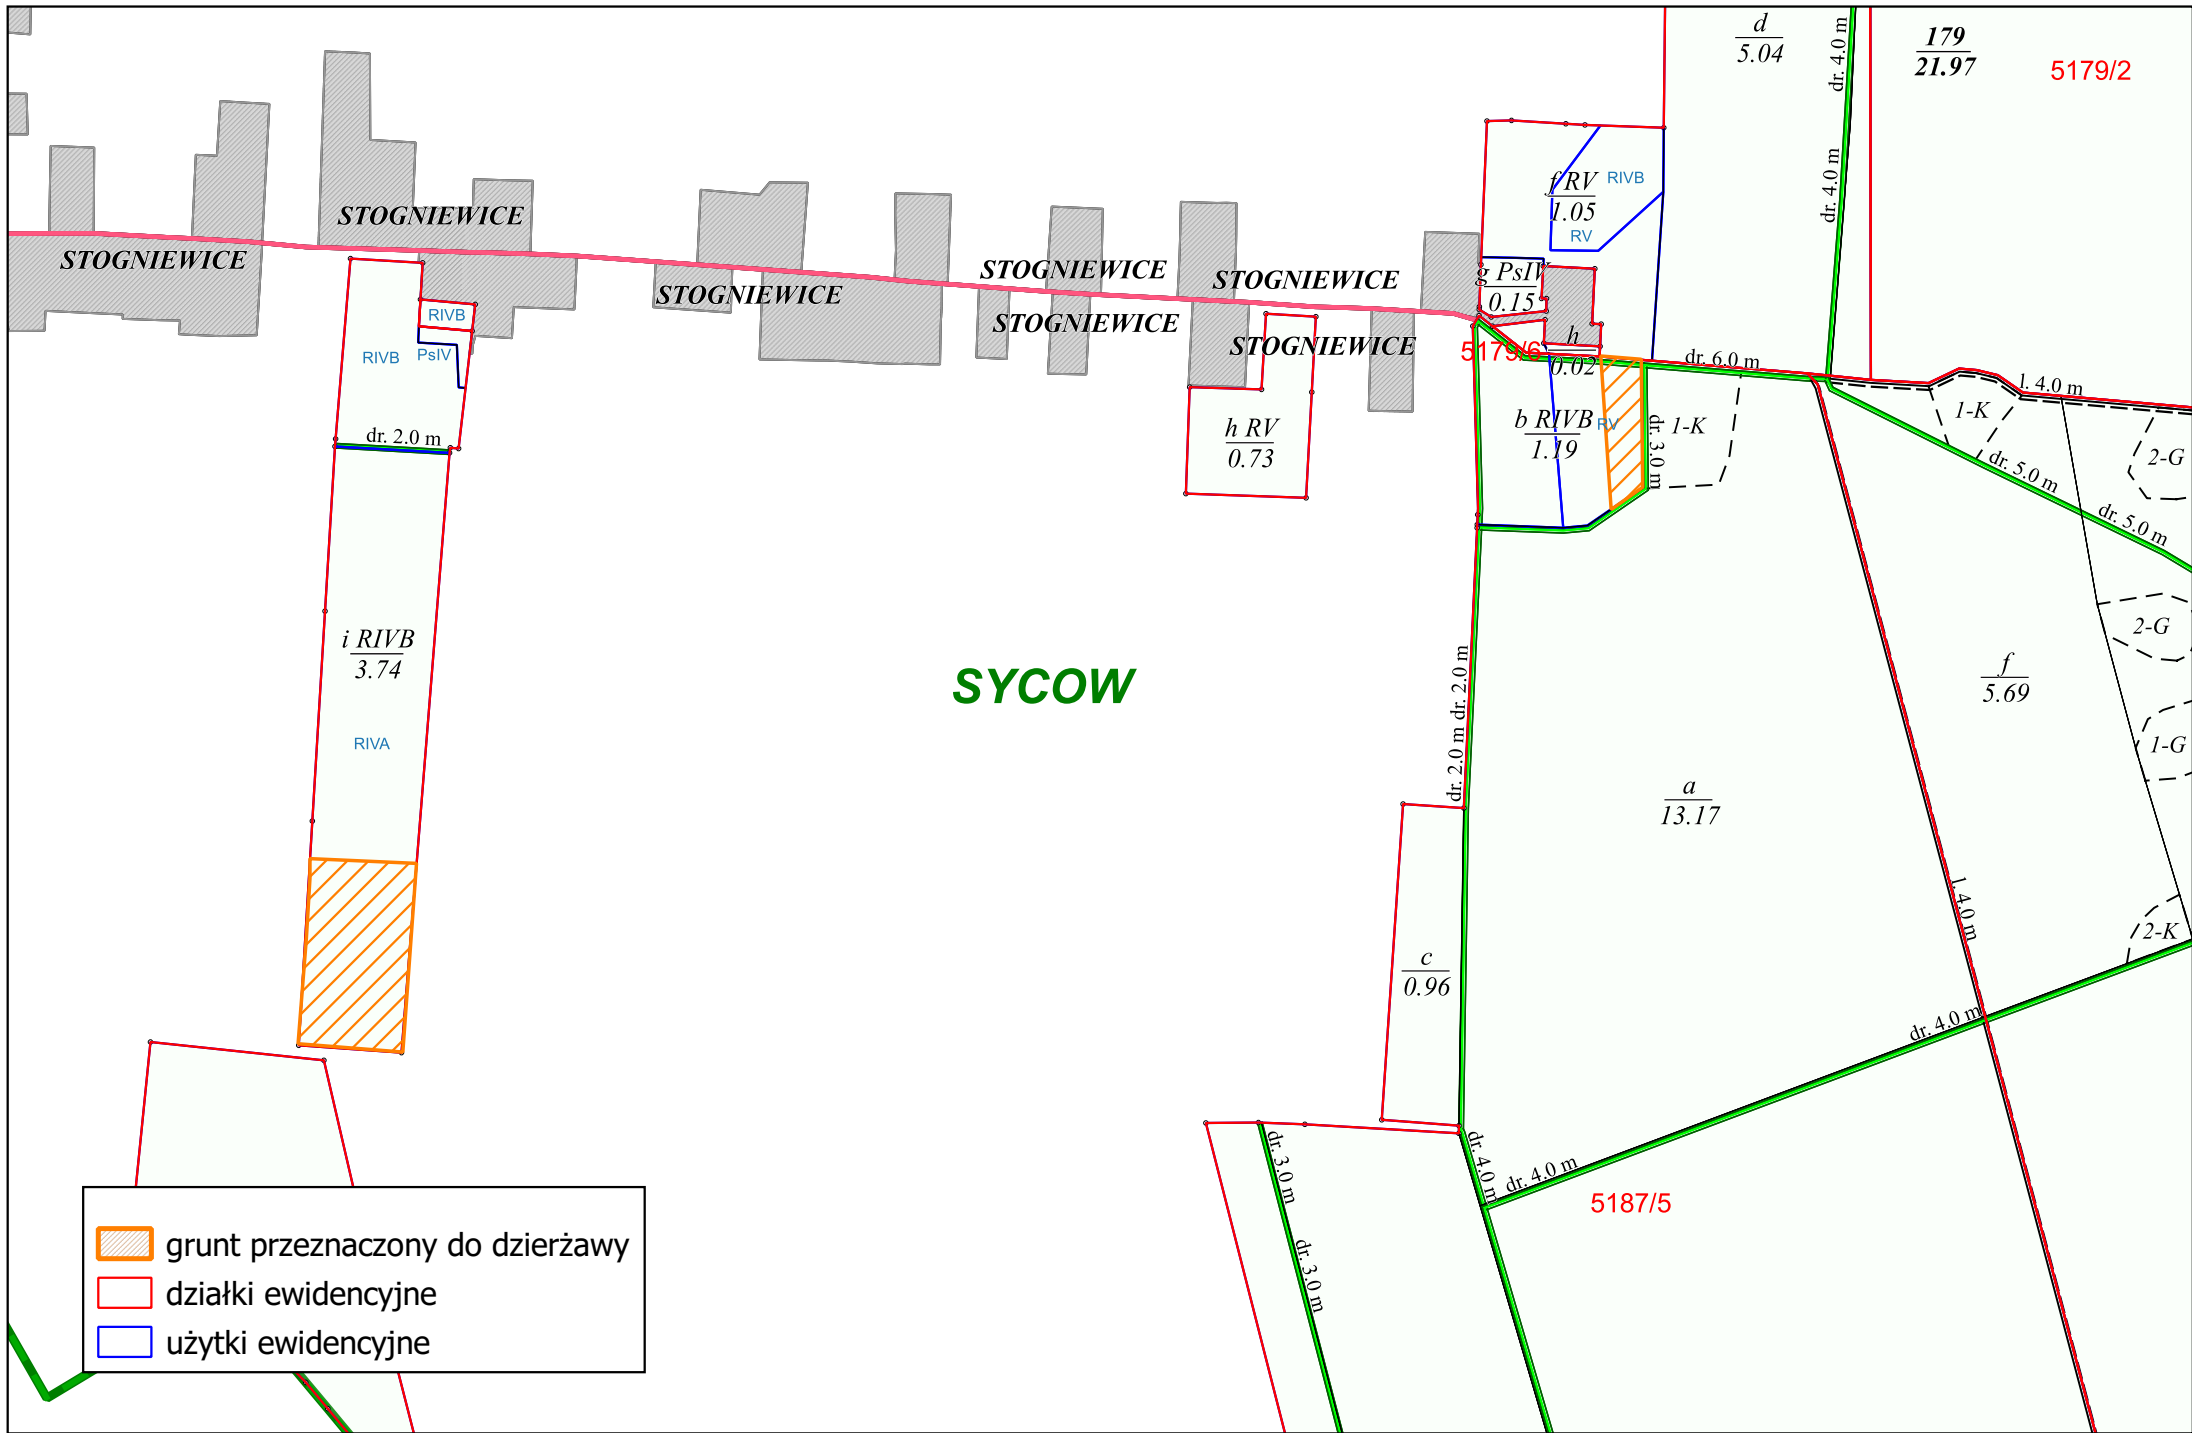 d
5.04
dr. 4.0 m
179
21.97
5179/2
dr. 4.0 m
f RV
1.05
RIVB
RV
STOGNIEWICE
STOGNIEWICE
STOGNIEWICE
STOGNIEWICE
STOGNIEWICE
STOGNIEWICE
STOGNIEWICE
g PsIV
0.15
h
0.02
5179/6
dr. 6.0 m
l. 4.0 m
RIVB
RIVB
PsIV
dr. 2.0 m
h RV
0.73
b RIVB
1.19
RV
dr. 3.0 m
1-K
1-K
2-G
dr. 5.0 m
dr. 5.0 m
i RIVB
3.74
RIVA
SYCOW
dr. 2.0 m
dr. 2.0 m
2-G
f
5.69
1-G
a
13.17
l. 4.0 m
2-K
c
0.96
dr. 4.0 m
dr. 3.0 m
dr. 4.0 m
dr. 4.0 m
5187/5
dr. 3.0 m
grunt przeznaczony do dzierżawy
działki ewidencyjne
użytki ewidencyjne